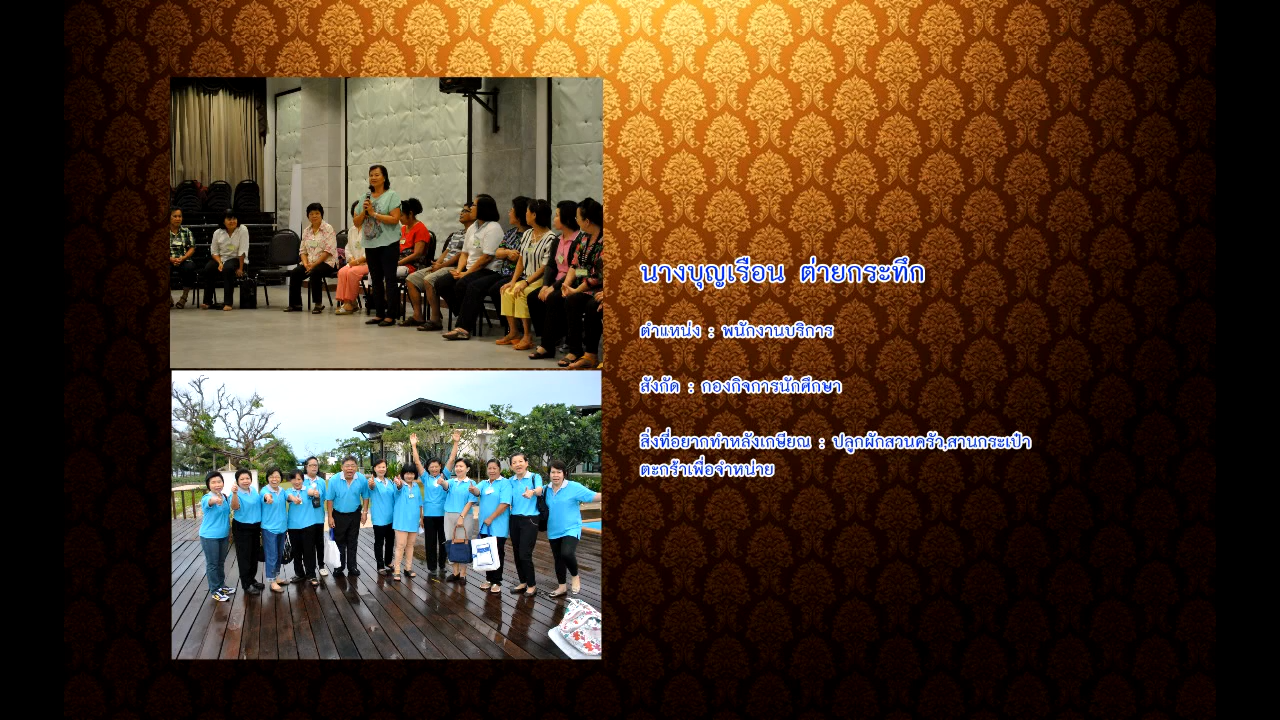 นางบุญเรือน ต่ายกระทึก
ตำแหน่ง : พนักงานบริการ
สังกัด : กองกิจการนักศึกษา
สิ่งที่อยากทำหลังเกษียณ : ปลูกผักสวนครัว,สานกระเป๋า
ตะกร้าเพื่อจำหน่าย